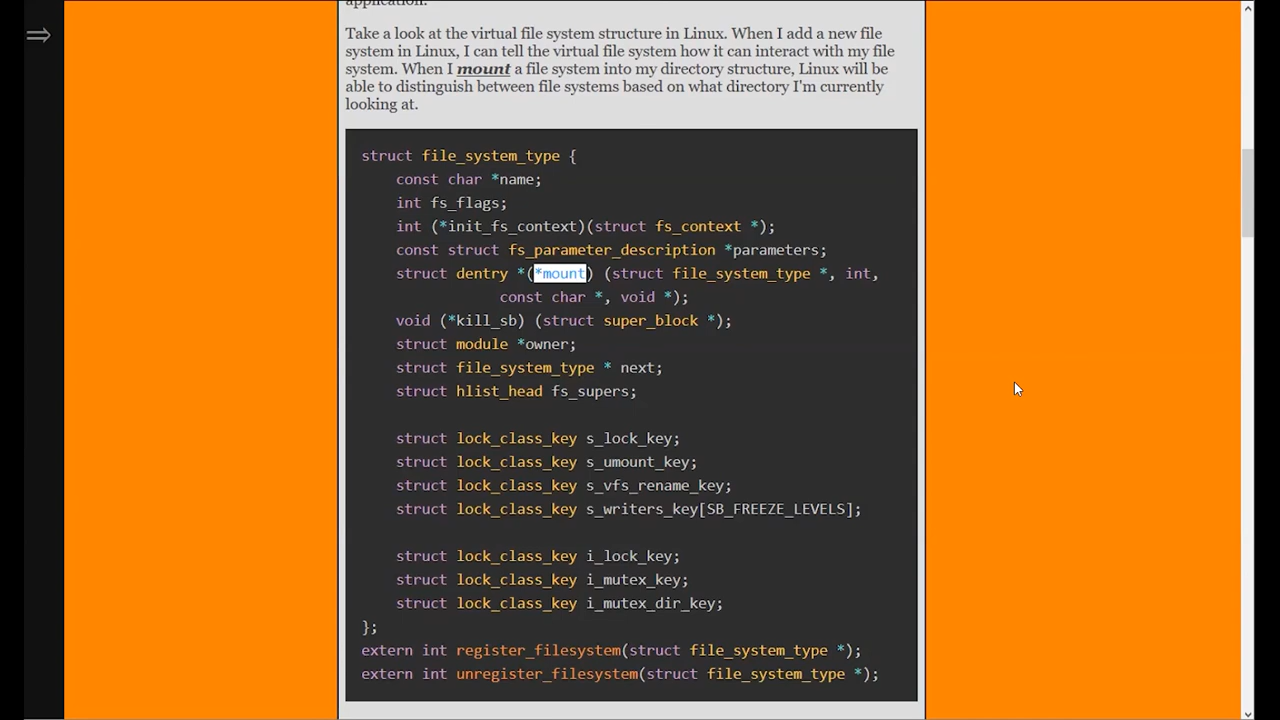 application.
Take a look at the virtual file system structure in Linux. When I add a new file
system in Linux, I can tell the virtual file system how it can interact with my file
system. When I mount a file system into my directory structure, Linux will be
able to distinguish between file systems based on what directory I'm currently
looking at.
struct file_system_type {
const char *name;
int fs_flags;
int (*init_fs_context)(struct fs_context *);
const struct fs_parameter_description *parameters;
struct dentry *(*mount) (struct file_system_type *, int,
const char *, void *);
void (*kill_sb) (struct super_block *);
struct module *owner;
struct file_system_type * next;
struct hlist_head fs_supers;
struct lock_class_key s_lock_key;
struct lock_class_key s_umount_key;
struct lock_class_key s_vfs_rename_key;
struct lock_class_key s_writers_key[SB_FREEZE_LEVELS];
struct lock_class_key i_lock_key;
struct lock_class_key i_mutex_key;
struct lock_class_key i_mutex_dir_key;
};
extern int register_filesystem(struct file_system_type *);
extern int unregister_filesystem(struct file_system_type *);